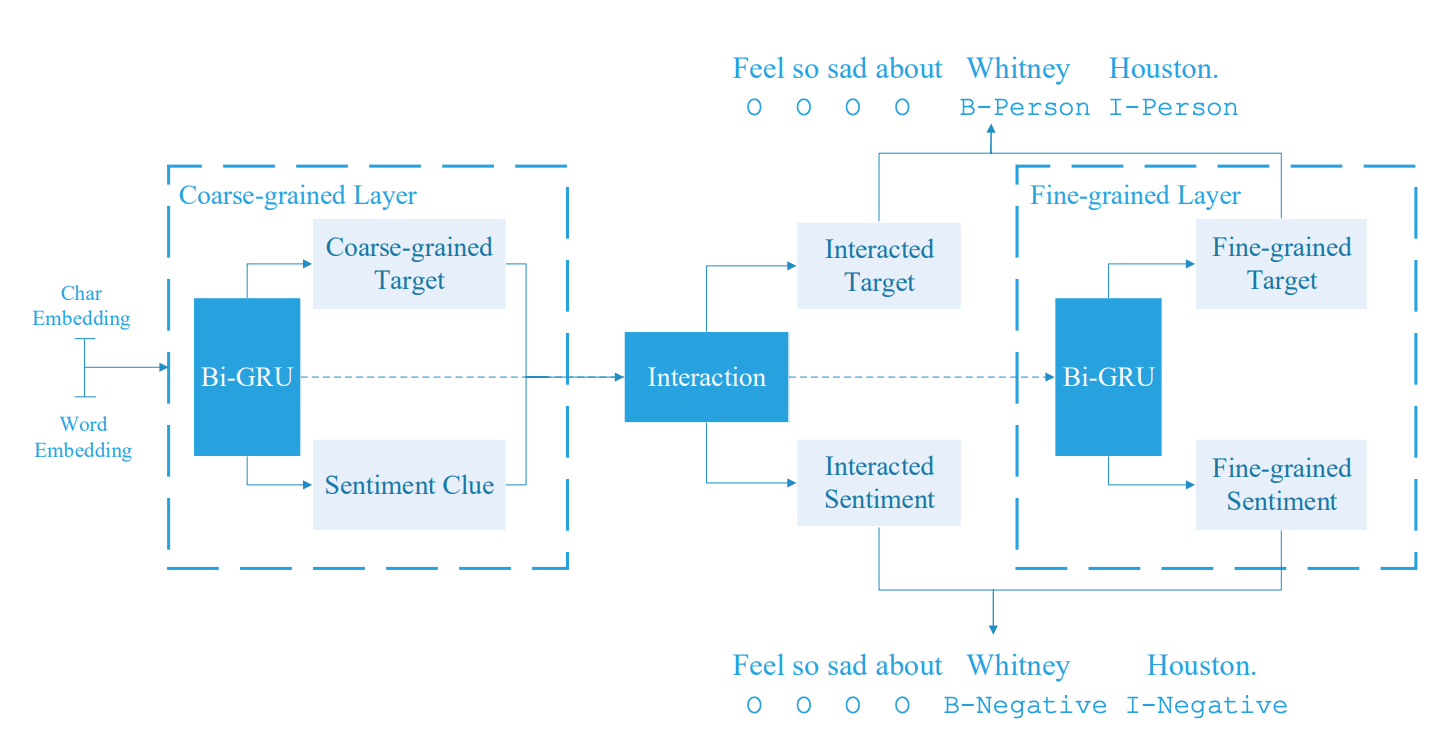 Feel so sad about Whitney Houston.
O O O O B-Person I-Person
Coarse-grained Layer
Fine-grained Layer
Coarse-grained
Target
Interacted
Target
Fine-grained
Target
Char
Embedding
Bi-GRU
Interaction
Bi-GRU
Word
Embedding
Sentiment Clue
Interacted
Sentiment
Fine-grained
Sentiment
Feel so sad about Whitney Houston.
O O O O B-Negative I-Negative